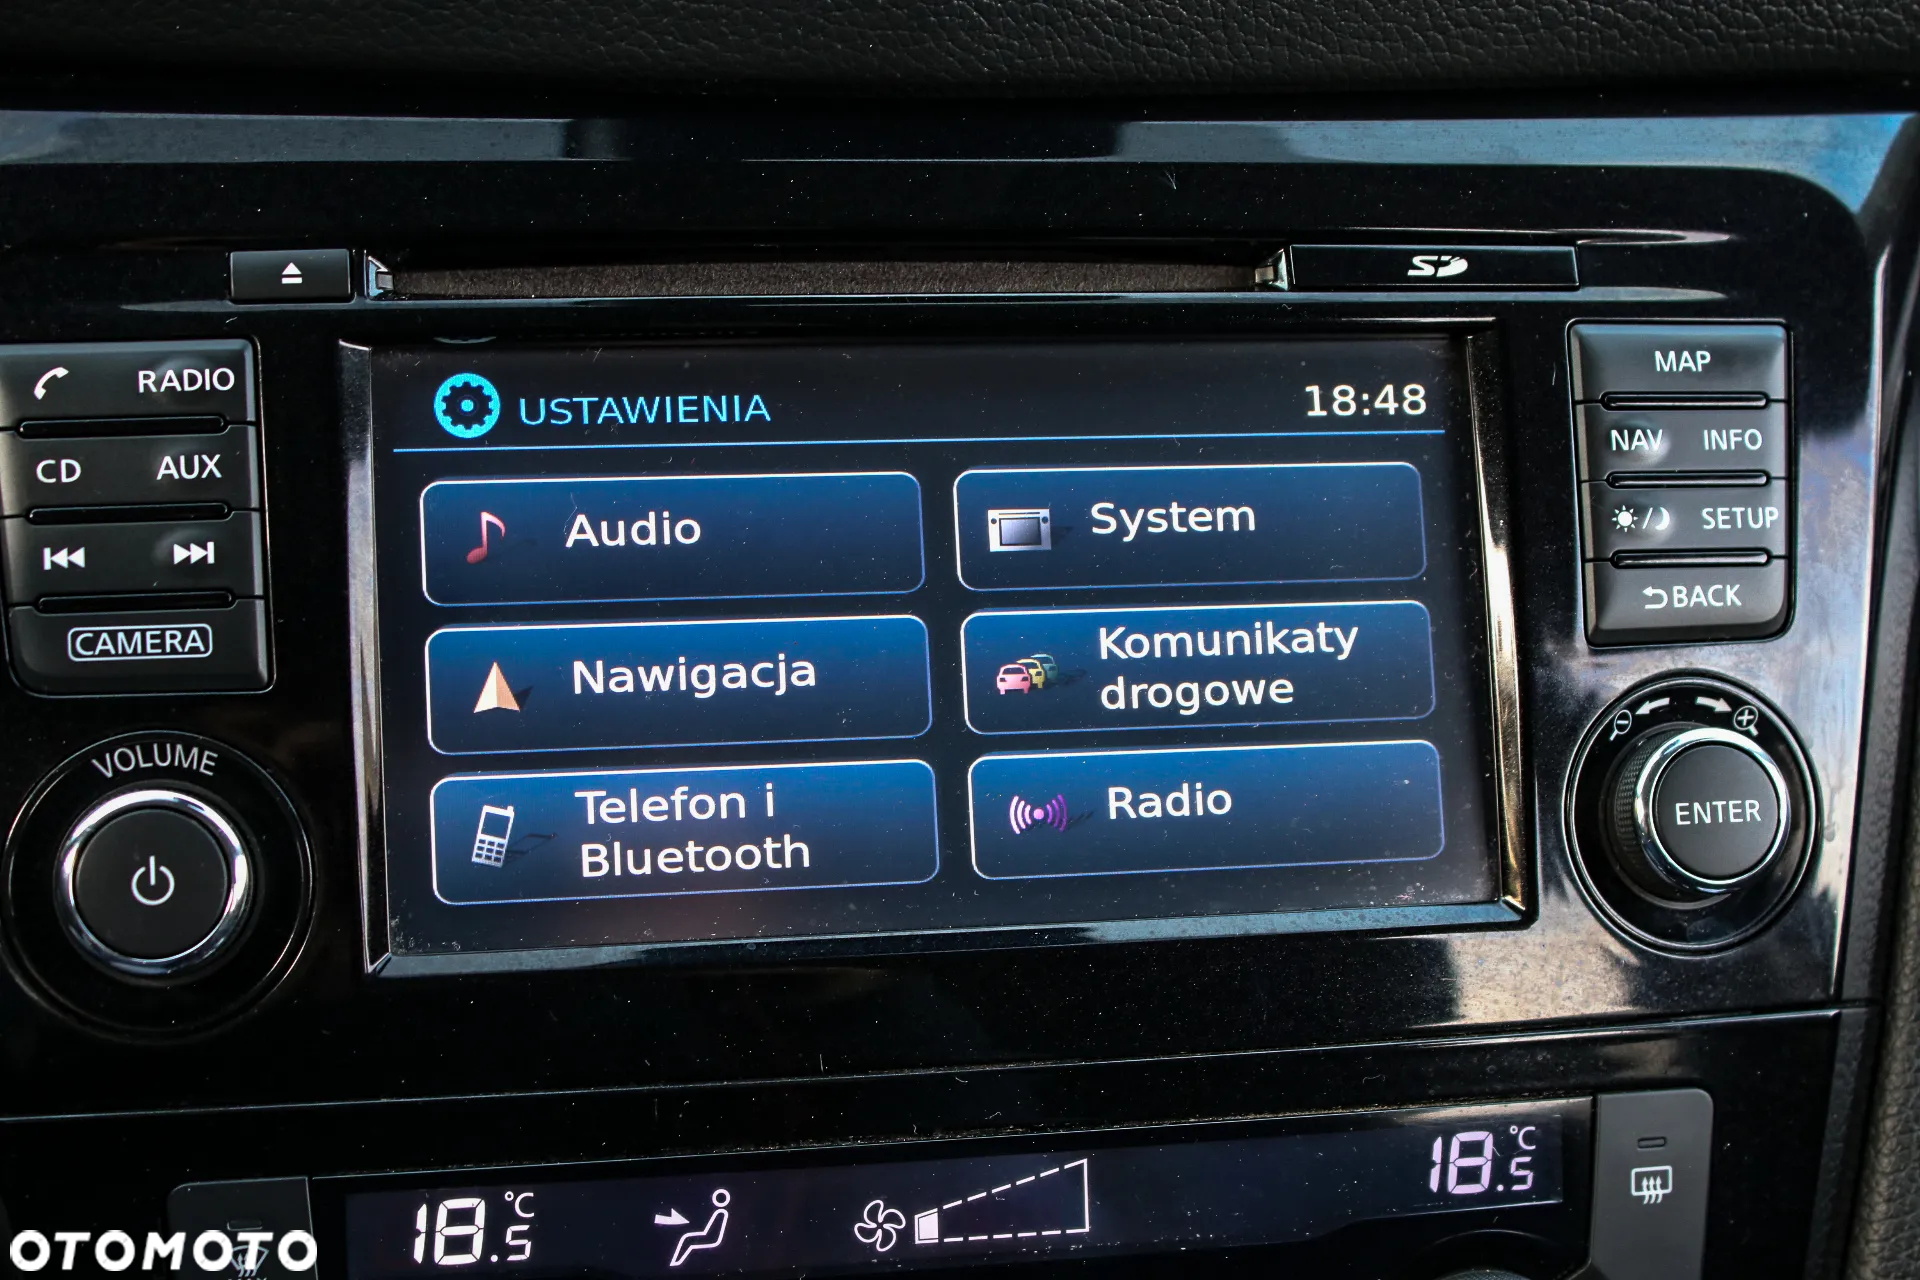 SD
RADIO
CD AUX
CAMERA
VOLUME
USTAWIENIA 18:48
Audio
System
Nawigacja
Komunikaty
drogowe
Telefon i
Bluetooth
Radio
MAP
NAV INFO
/ SETUP
BACK
ENTER
18.5 °C
18.5 °C
OTOMOTO